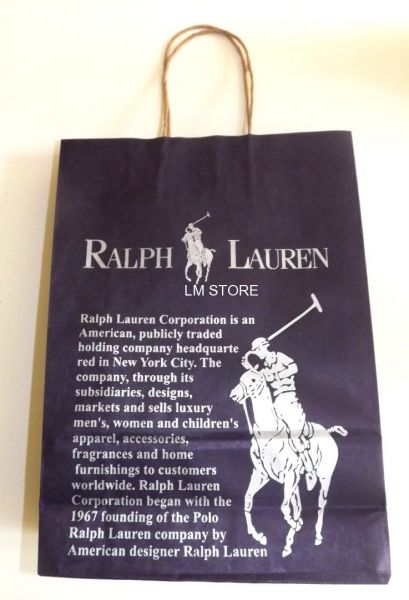 RALPH LAUREN
LM STORE
Ralph Lauren Corporation is an
American, publicly traded
holding company headquarte
red in New York City. The
company, through its
subsidiaries, designs,
markets and sells luxury
men's, women and children's
apparel, accessories,
fragrances and home
furnishings to customers
worldwide. Ralph Lauren
Corporation began with the
1967 founding of the Polo
Ralph Lauren company by
American designer Ralph Lauren